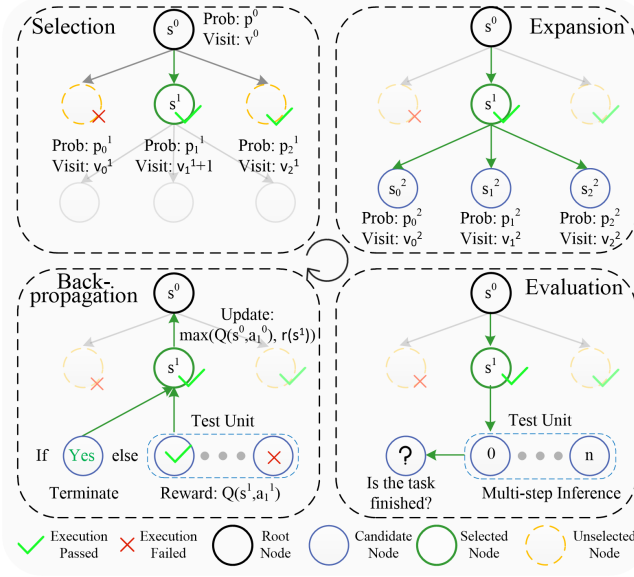 Selection
s⁰
Prob: p⁰
Visit: v⁰
s¹
Prob: p₀¹
Visit: v₀¹
Prob: p₁¹
Visit: v₁¹+1
Prob: p₂¹
Visit: v₂¹
Expansion
s⁰
s¹
s₀²
s₁²
s₂²
Prob: p₀²
Visit: v₀²
Prob: p₁²
Visit: v₁²
Prob: p₂²
Visit: v₂²
Back-
propagation
s⁰
Update:
max(Q(s⁰,a₁⁰), r(s¹))
s¹
Test Unit
If
Yes
else
Terminate
Reward: Q(s¹,a₁¹)
Evaluation
s⁰
s¹
Test Unit
?
0
n
Is the task
finished?
Multi-step Inference
Execution
Passed
Execution
Failed
Root
Node
Candidate
Node
Selected
Node
Unselected
Node